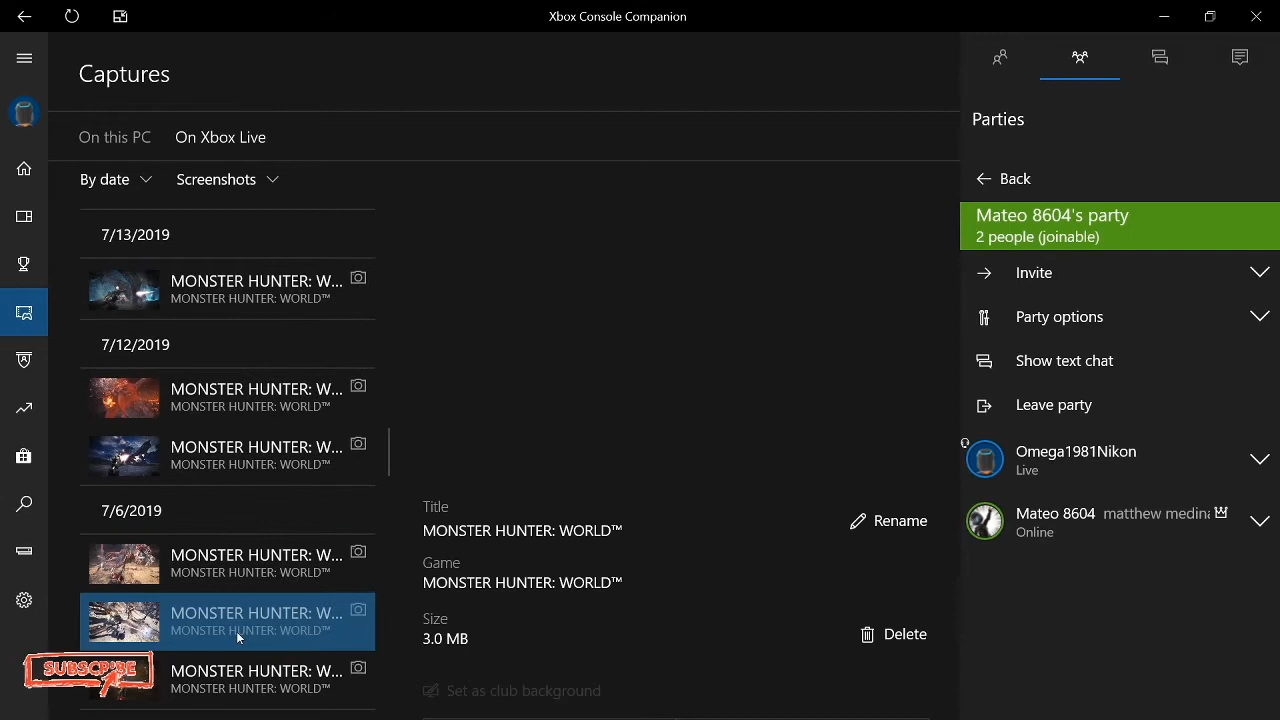 Xbox Console Companion
Captures
On this PC
On Xbox Live
By date
Screenshots
7/13/2019
MONSTER HUNTER: W...
MONSTER HUNTER: WORLD™
7/12/2019
MONSTER HUNTER: W...
MONSTER HUNTER: WORLD™
MONSTER HUNTER: W...
MONSTER HUNTER: WORLD™
7/6/2019
MONSTER HUNTER: W...
MONSTER HUNTER: WORLD™
MONSTER HUNTER: W...
MONSTER HUNTER: WORLD™
MONSTER HUNTER: W...
MONSTER HUNTER: WORLD™
SUBSCRIBE
Title
MONSTER HUNTER: WORLD™
Rename
Game
MONSTER HUNTER: WORLD™
Size
3.0 MB
Delete
Set as club background
Parties
Back
Mateo 8604's party
2 people (joinable)
Invite
Party options
Show text chat
Leave party
Omega1981Nikon
Live
Mateo 8604 matthew medina
Online